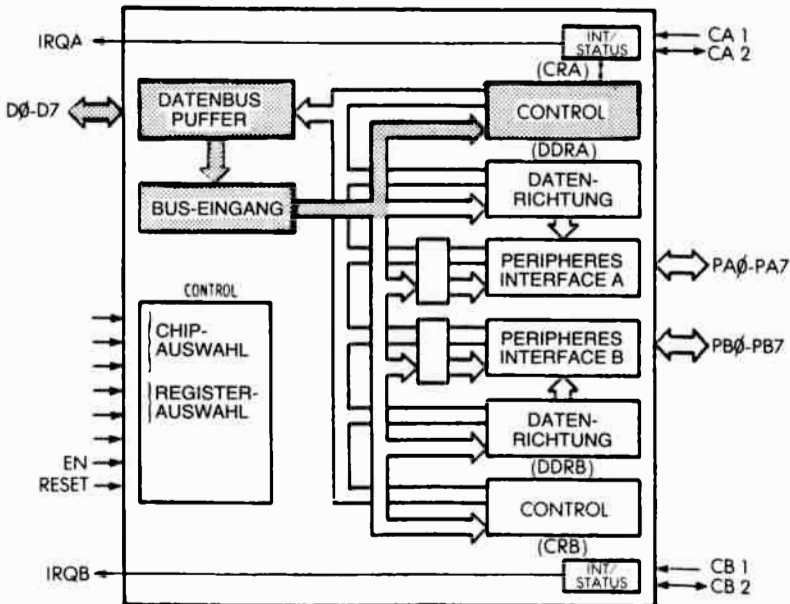 IRQA
INT/
STATUS
CA 1
CA 2
(CRA)
DØ-D7
DATENBUS
PUFFER
CONTROL
(DDRA)
DATEN-
RICHTUNG
BUS-EINGANG
PERIPHERES
INTERFACE A
PAØ-PA7
CONTROL
CHIP-
AUSWAHL
REGISTER-
AUSWAHL
PERIPHERES
INTERFACE B
PBØ-PB7
DATEN-
RICHTUNG
(DDRB)
EN
RESET
CONTROL
(CRB)
IRQB
INT/
STATUS
CB 1
CB 2